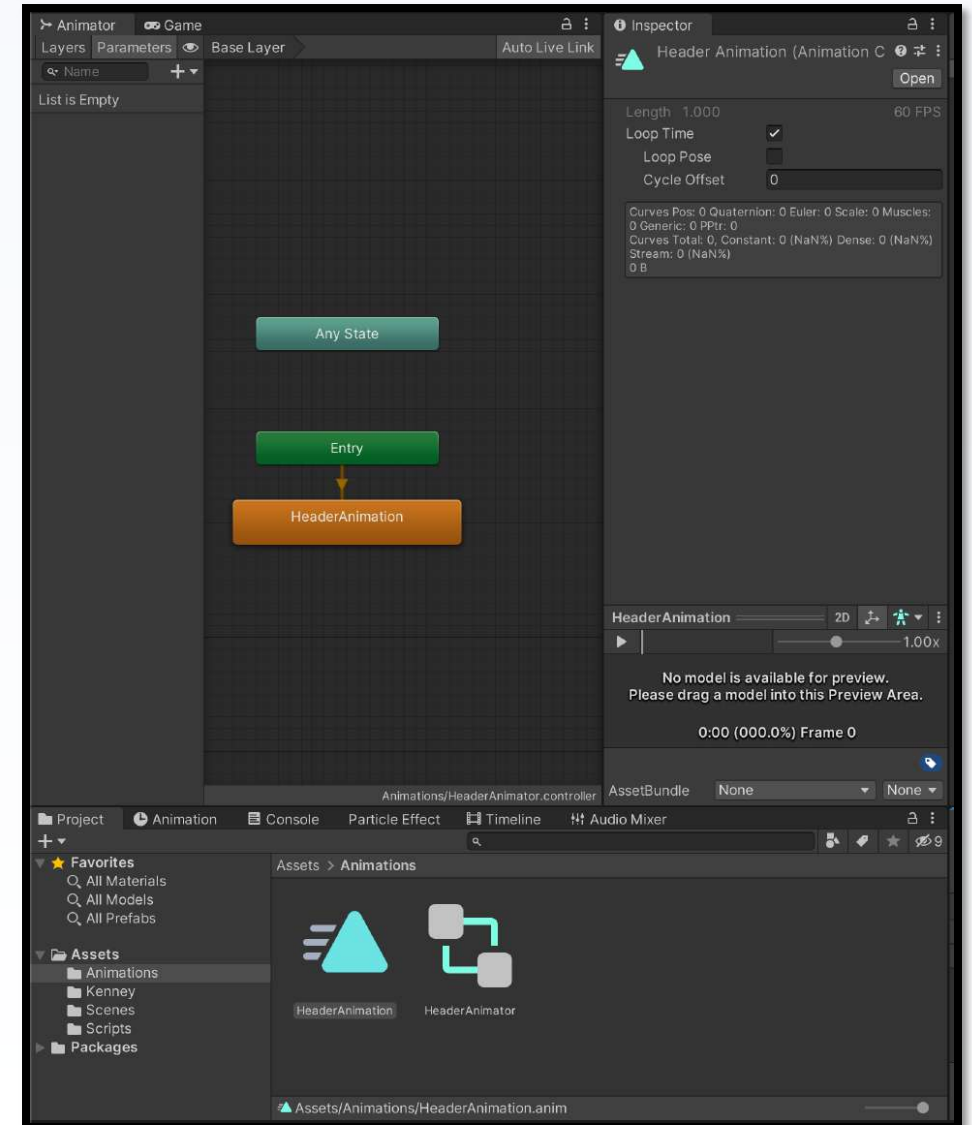 Animator Game
Layers Parameters Base Layer Auto Live Link
Name
List is Empty
Any State
Entry
HeaderAnimation
Animations/HeaderAnimator.controller
Inspector
Header Animation (Animation C
Open
Length 1.000 60 FPS
Loop Time
Loop Pose
Cycle Offset 0
Curves Pos: 0 Quaternion: 0 Euler: 0 Scale: 0 Muscles:
0 Generic: 0 PPtr: 0
Curves Total: 0, Constant: 0 (NaN%) Dense: 0 (NaN%)
Stream: 0 (NaN%)
0 B
HeaderAnimation 2D
1.00x
No model is available for preview.
Please drag a model into this Preview Area.
0:00 (000.0%) Frame 0
AssetBundle None None
Project Animation Console Particle Effect Timeline Audio Mixer
9
Favorites
All Materials
All Models
All Prefabs
Assets
Animations
Kenney
Scenes
Scripts
Packages
Assets > Animations
HeaderAnimation HeaderAnimator
Assets/Animations/HeaderAnimation.anim